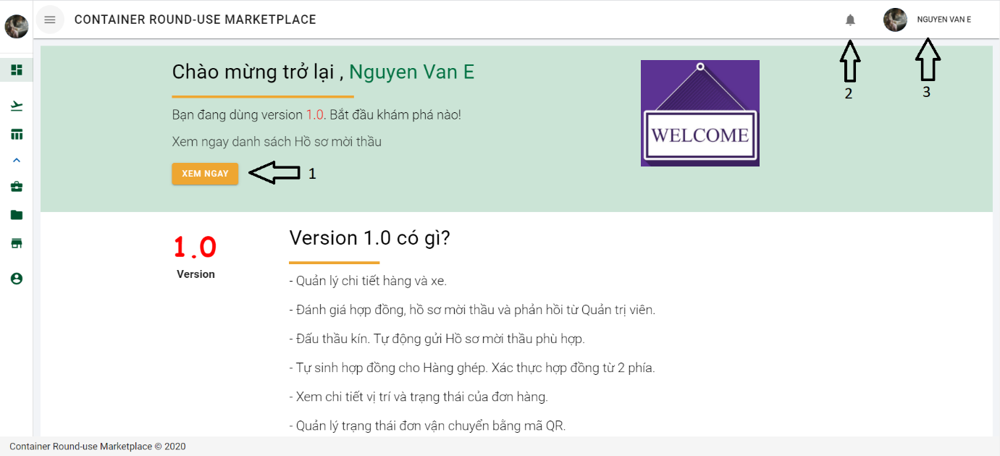 CONTAINER ROUND-USE MARKETPLACE
NGUYEN VAN E
2
3
Chào mừng trở lại , Nguyen Van E
Bạn đang dùng version 1.0. Bắt đầu khám phá nào!
Xem ngay danh sách Hồ sơ mời thầu
XEM NGAY
1
WELCOME
1.0
Version
Version 1.0 có gì?
- Quản lý chi tiết hàng và xe.
- Đánh giá hợp đồng, hồ sơ mời thầu và phản hồi từ Quản trị viên.
- Đấu thầu kín. Tự động gửi Hồ sơ mời thầu phù hợp.
- Tự sinh hợp đồng cho Hàng ghép. Xác thực hợp đồng từ 2 phía.
- Xem chi tiết vị trí và trạng thái của đơn hàng.
- Quản lý trạng thái đơn vận chuyển bằng mã QR.
Container Round-use Marketplace © 2020